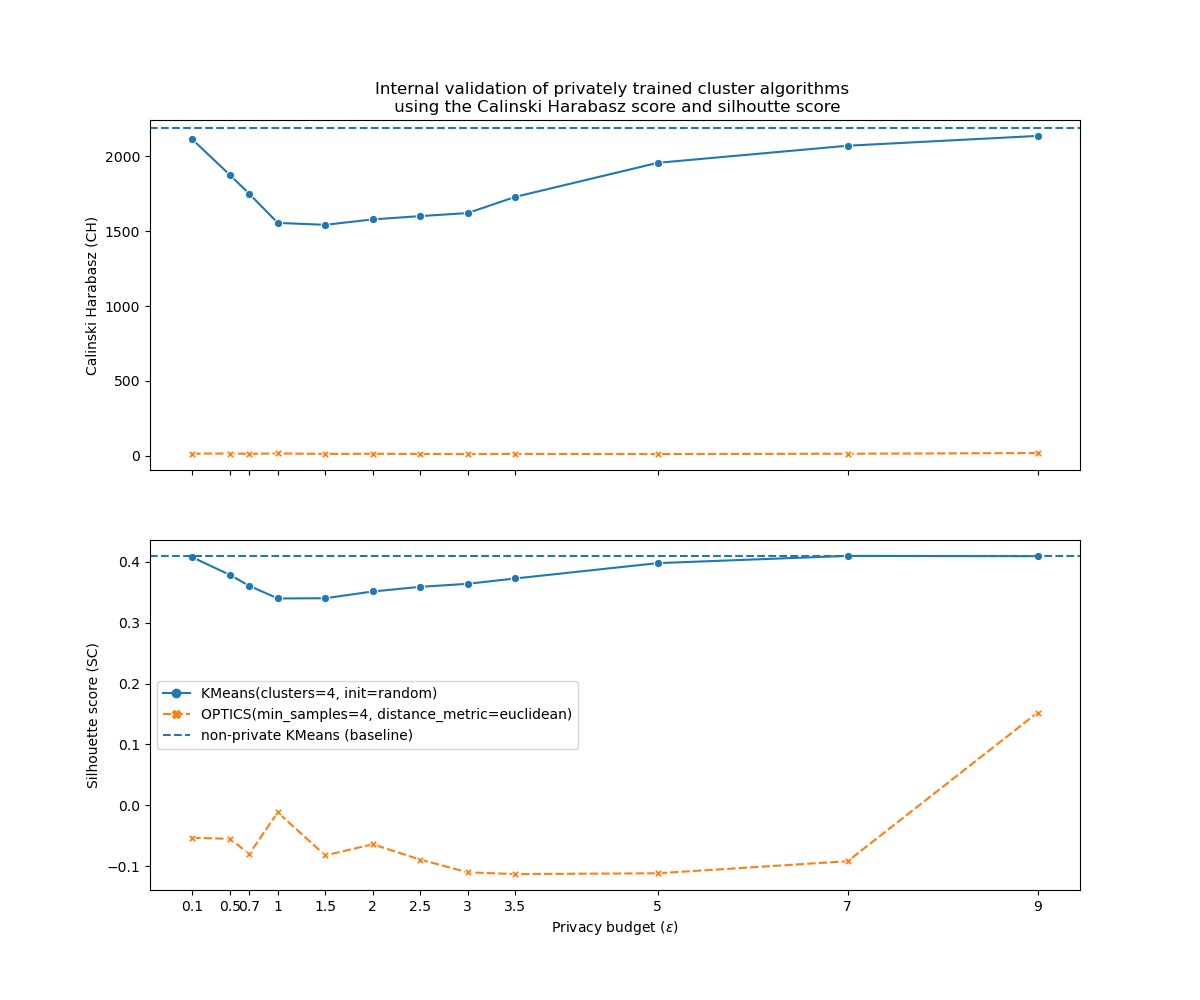 Internal validation of privately trained cluster algorithms
using the Calinski Harabasz score and silhoutte score
Calinski Harabasz (CH)
2000
1500
1000
500
0
Silhouette score (SC)
0.4
0.3
0.2
0.1
0.0
−0.1
KMeans(clusters=4, init=random)
OPTICS(min_samples=4, distance_metric=euclidean)
non-private KMeans (baseline)
0.1 0.5 0.7 1 1.5 2 2.5 3 3.5 5 7 9
Privacy budget (ε)